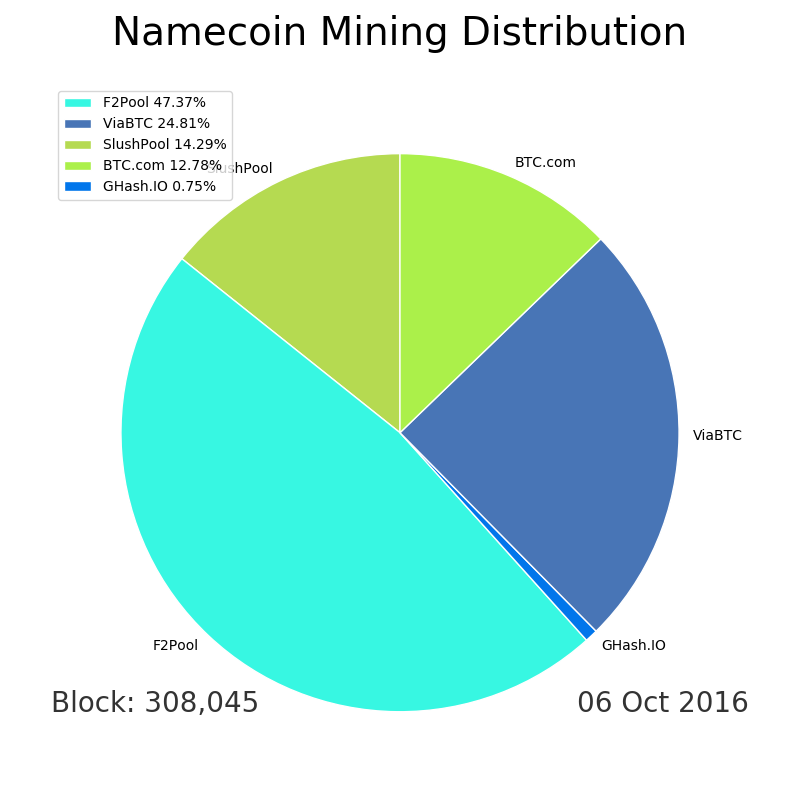 Namecoin Mining Distribution
F2Pool 47.37%
ViaBTC 24.81%
SlushPool 14.29%
BTC.com 12.78%
GHash.IO 0.75%
SlushPool
BTC.com
ViaBTC
F2Pool
GHash.IO
Block: 308,045
06 Oct 2016